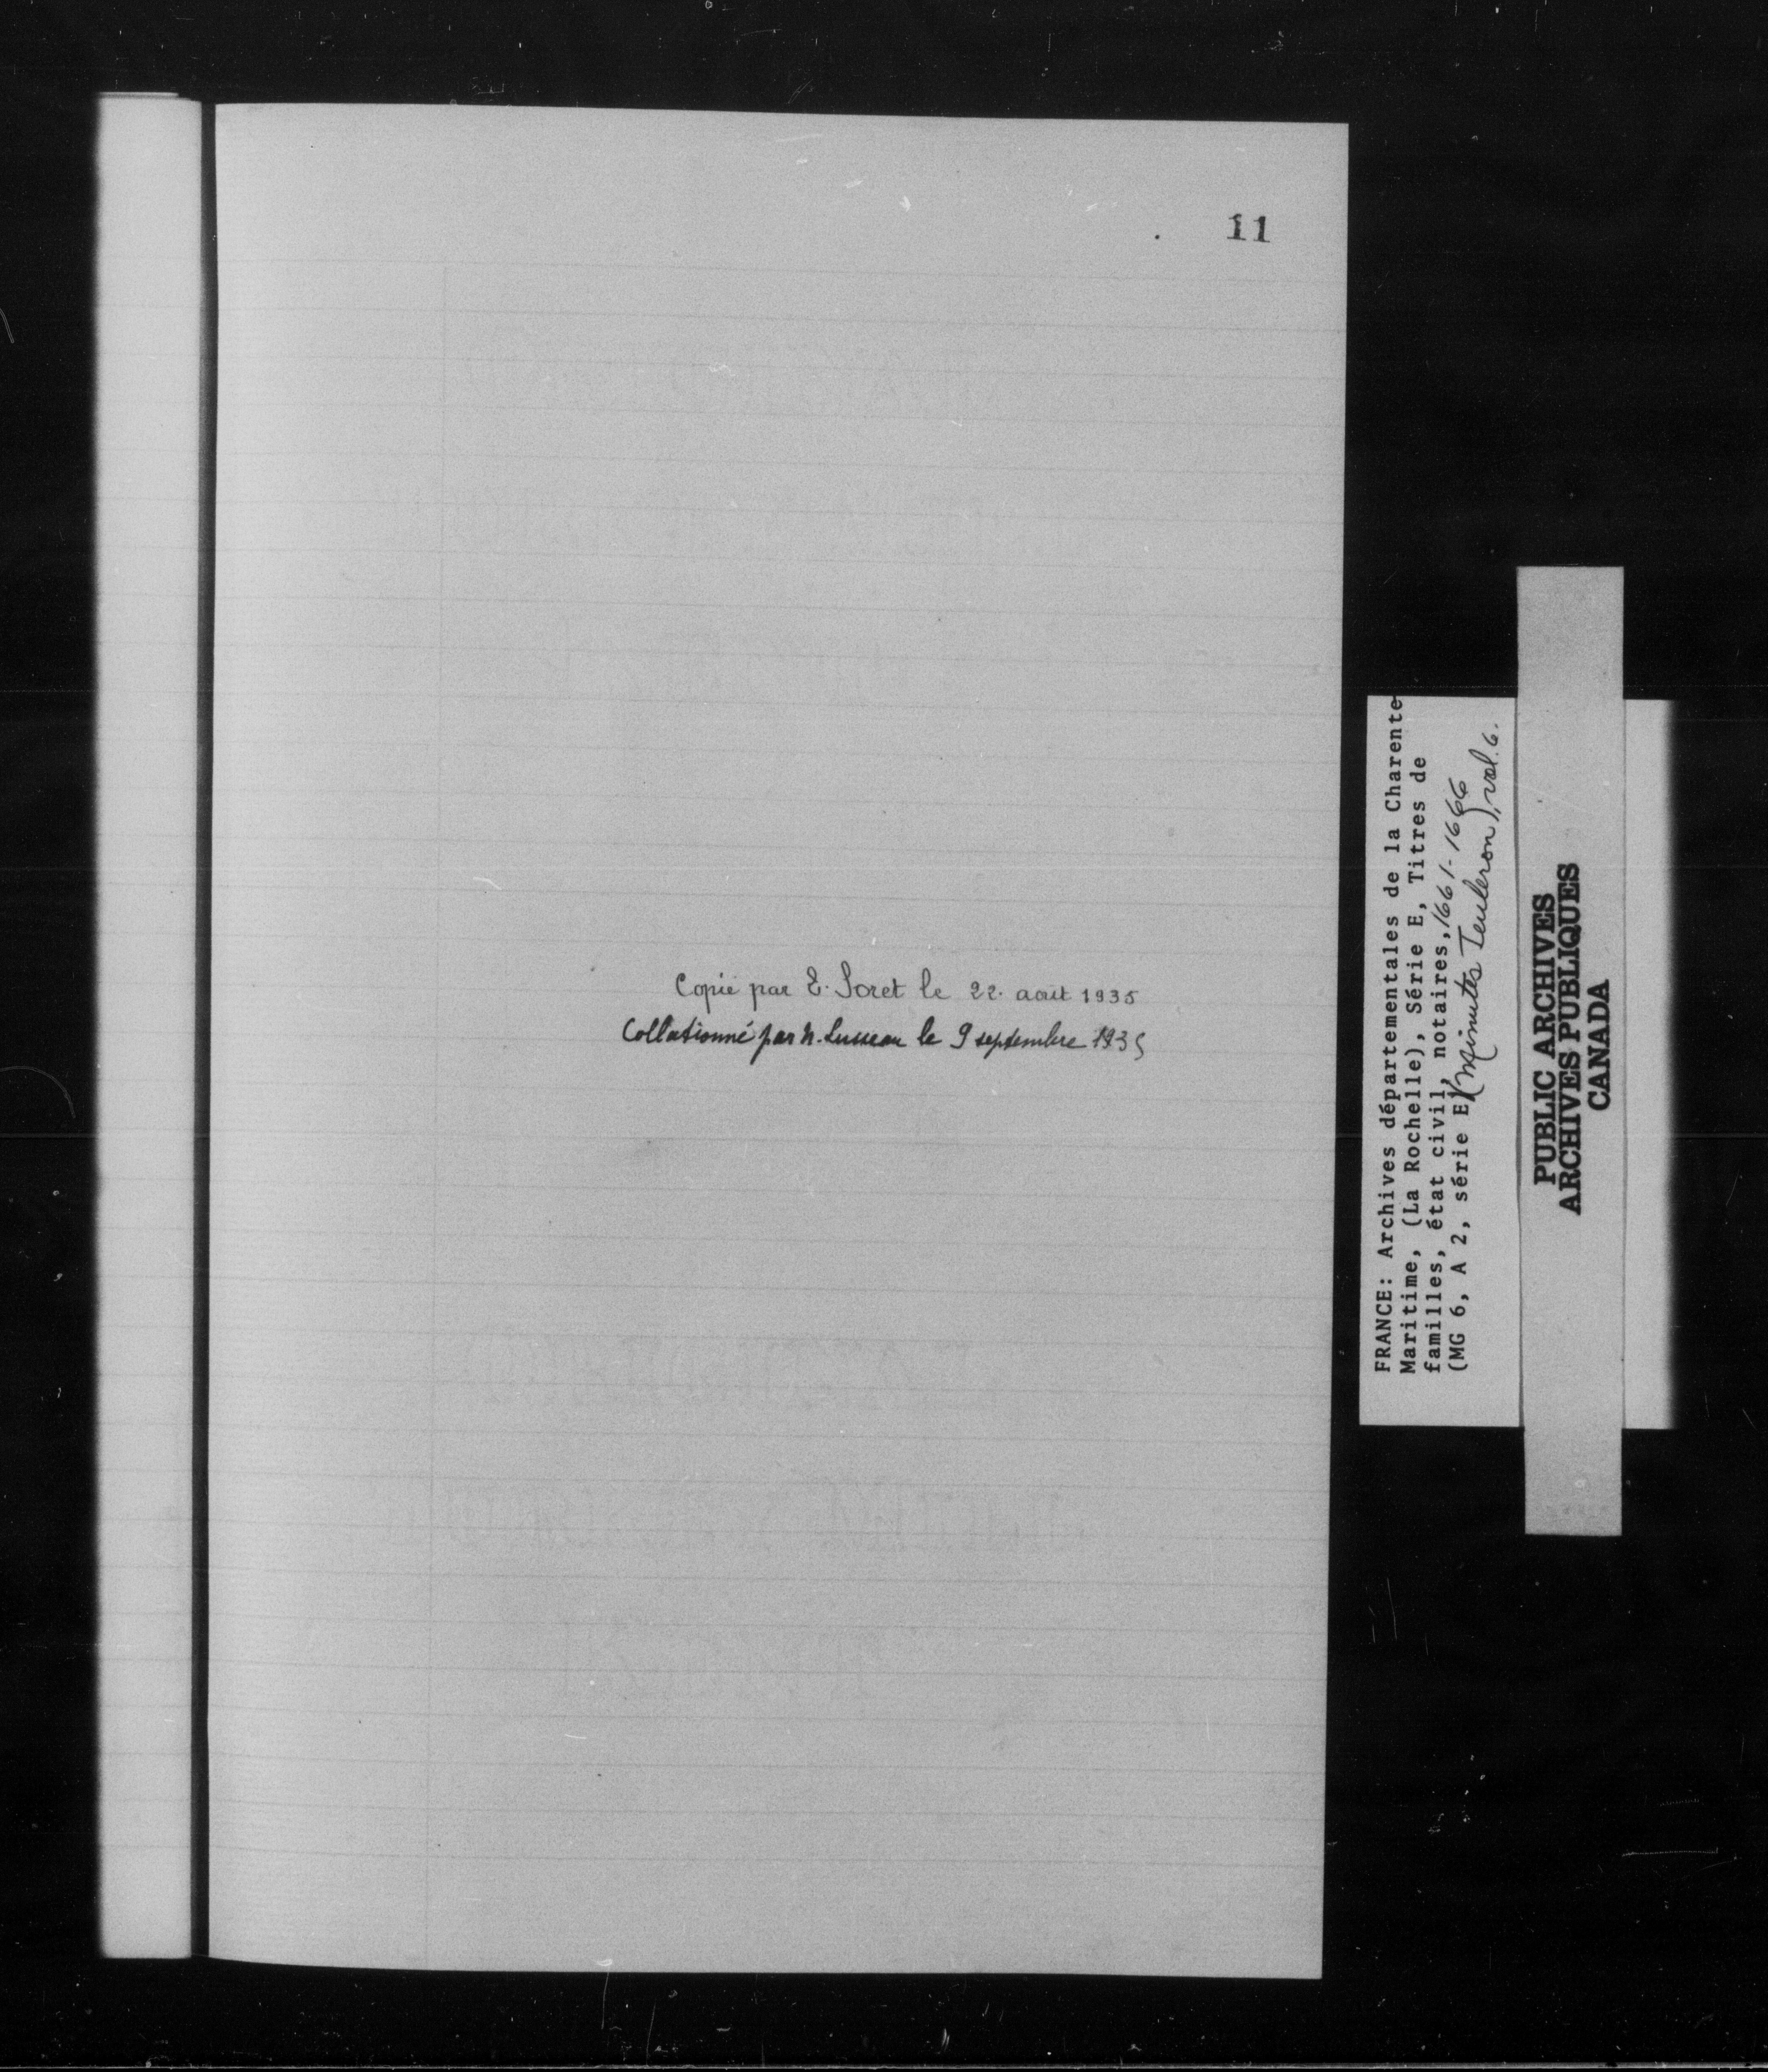 11
Copié par E. Soret le 22 août 1935
Collationné par N. Lusseau le 9 septembre 1935
FRANCE: Archives départementales de la Charente
Maritime, (La Rochelle), Série E, Titres de
familles, état civil, notaires, 1661-1666
(MG 6, A 2, série E) (Minutes Teuleron), vol. 6.
PUBLIC ARCHIVES
ARCHIVES PUBLIQUES
CANADA